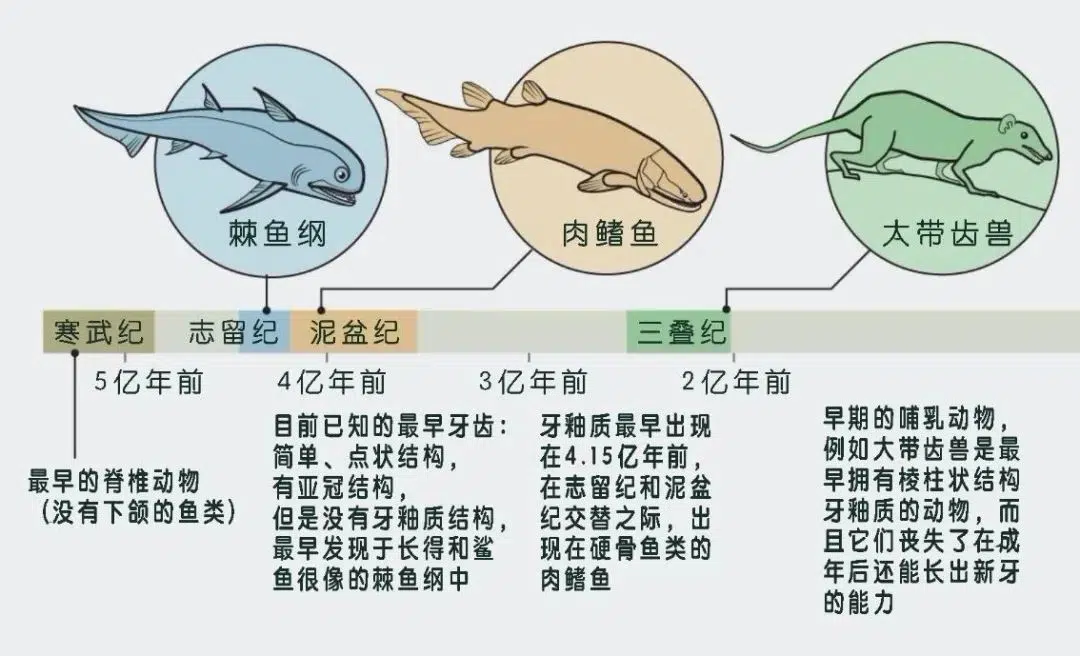 棘鱼纲
肉鳍鱼
大带齿兽
寒武纪
志留纪
泥盆纪
三叠纪
5亿年前
4亿年前
3亿年前
2亿年前
最早的脊椎动物
（没有下颌的鱼类）
目前已知的最早牙齿：
简单、点状结构，
有亚冠结构，
但是没有牙釉质结构，
最早发现于长得和鲨
鱼很像的棘鱼纲中
牙釉质最早出现
在4.15亿年前，
在志留纪和泥盆
纪交替之际，出
现在硬骨鱼类的
肉鳍鱼
早期的哺乳动物，
例如大带齿兽是最
早拥有棱柱状结构
牙釉质的动物，而
且它们丧失了在成
年后还能长出新牙
的能力